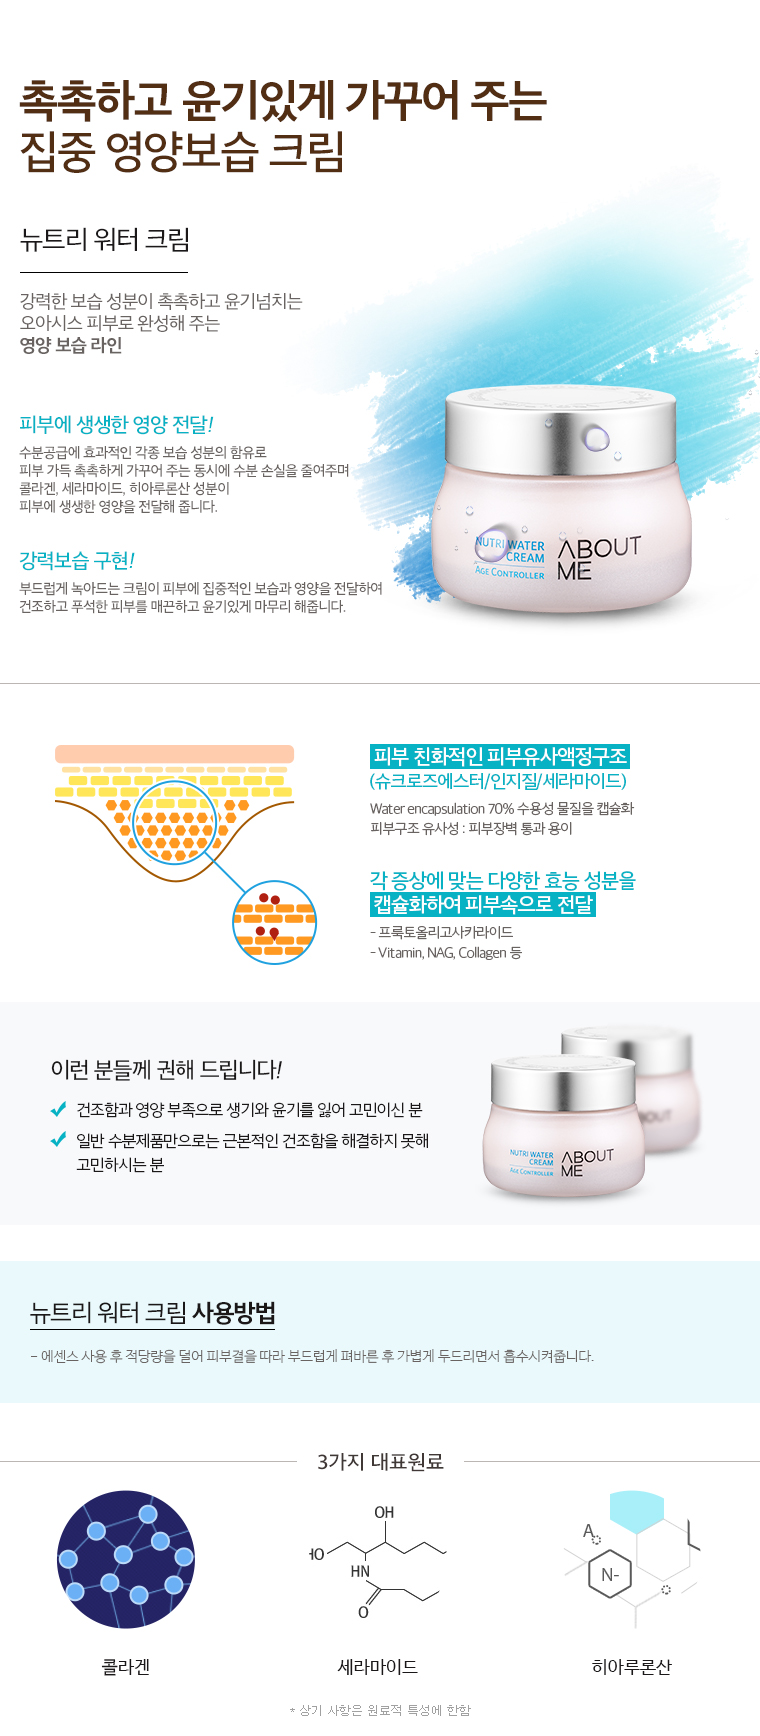 촉촉하고 윤기있게 가꾸어 주는
집중 영양보습 크림
뉴트리 워터 크림
강력한 보습 성분이 촉촉하고 윤기넘치는
오아시스 피부로 완성해 주는
영양 보습 라인
피부에 생생한 영양 전달!
수분공급에 효과적인 각종 보습 성분의 함유로
피부 가득 촉촉하게 가꾸어 주는 동시에 수분 손실을 줄여주며
콜라겐, 세라마이드, 히아루론산 성분이
피부에 생생한 영양을 전달해 줍니다.
강력보습 구현!
부드럽게 녹아드는 크림이 피부에 집중적인 보습과 영양을 전달하여
건조하고 푸석한 피부를 매끈하고 윤기있게 마무리 해줍니다.
NUTRI WATER
CREAM
AGE CONTROLLER
ABOUT
ME
피부 친화적인 피부유사액정구조
(슈크로즈에스터/인지질/세라마이드)
Water encapsulation 70% 수용성 물질을 캡슐화
피부구조 유사성 : 피부장벽 통과 용이
각 증상에 맞는 다양한 효능 성분을
캡슐화하여 피부속으로 전달
- 프룩토올리고사카라이드
- Vitamin, NAG, Collagen 등
이런 분들께 권해 드립니다!
건조함과 영양 부족으로 생기와 윤기를 잃어 고민이신 분
일반 수분제품만으로는 근본적인 건조함을 해결하지 못해
고민하시는 분
NUTRI WATER
CREAM
AGE CONTROLLER
ABOUT
ME
OUT
뉴트리 워터 크림 사용방법
- 에센스 사용 후 적당량을 덜어 피부결을 따라 부드럽게 펴바른 후 가볍게 두드리면서 흡수시켜줍니다.
3가지 대표원료
OH
HO
HN
O
A
N-
콜라겐
세라마이드
히아루론산
* 상기 사항은 원료적 특성에 한함